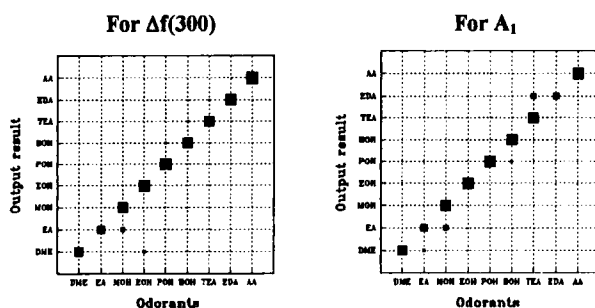 For Δf(300)
For A₁
Output result
AA
EDA
TEA
BOH
POH
EOH
MOH
EA
DME
DME EA MOH EOH POH BOH TEA EDA AA
Odorants
Output result
AA
EDA
TEA
BOH
POH
EOH
MOH
EA
DME
DME EA MOH EOH POH BOH TEA EDA AA
Odorants